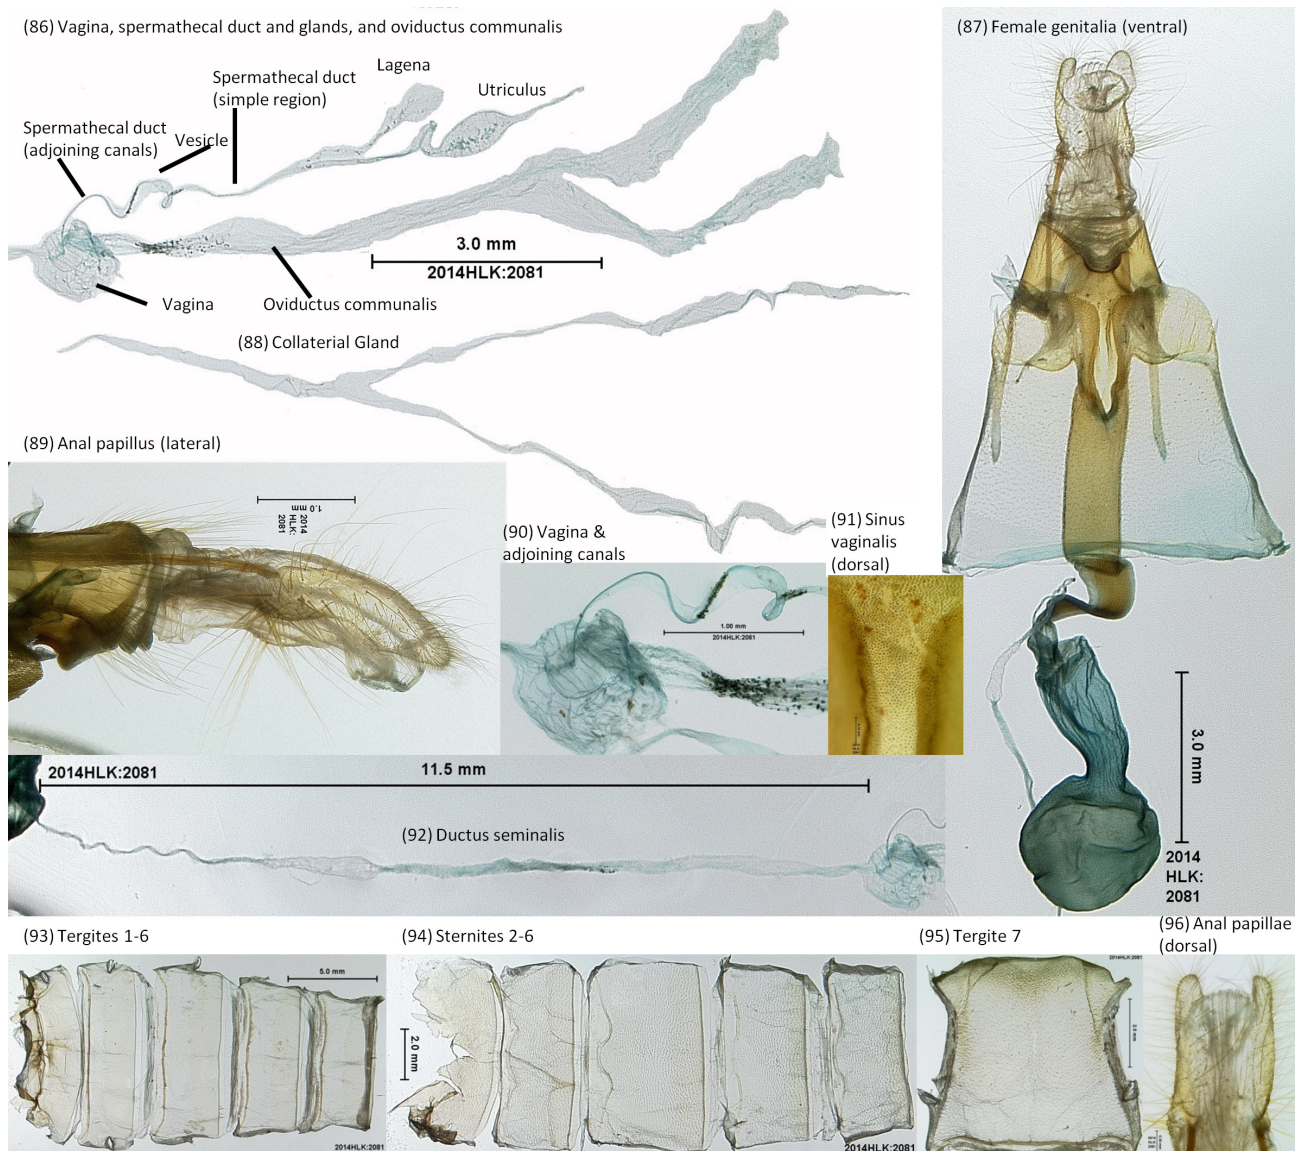 (86) Vagina, spermathecal duct and glands, and oviductus communalis
(87) Female genitalia (ventral)
Lagena
Spermathecal duct
(simple region)
Utriculus
Spermathecal duct
(adjoining canals)
Vesicle
3.0 mm
2014HLK:2081
Vagina
Oviductus communalis
(88) Collaterial Gland
(89) Anal papillus (lateral)
1.0 mm
2014
HLK:
2081
(90) Vagina &
adjoining canals
(91) Sinus
vaginalis
(dorsal)
1.00 mm
2014HLK:2081
3.0 mm
2014
HLK:
2081
2014HLK:2081
11.5 mm
(92) Ductus seminalis
(93) Tergites 1-6
5.0 mm
2014HLK:2081
(94) Sternites 2-6
2.0 mm
2014HLK:2081
(95) Tergite 7
2014HLK:2081
2.0 mm
(96) Anal papillae
(dorsal)